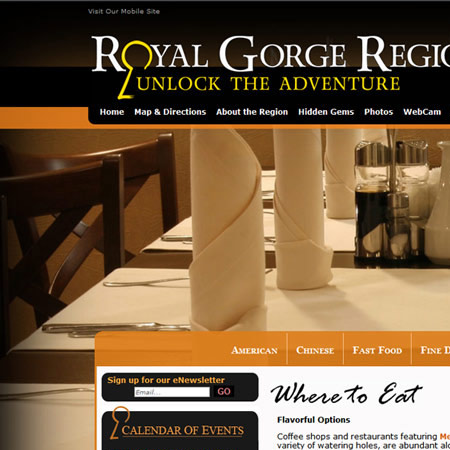 Visit Our Mobile Site
ROYAL GORGE REGIO
UNLOCK THE ADVENTURE
Home Map & Directions About the Region Hidden Gems Photos WebCam
AMERICAN CHINESE FAST FOOD FINE D
Sign up for our eNewsletter
Email... GO
Where to Eat
Flavorful Options
CALENDAR OF EVENTS
Coffee shops and restaurants featuring Me
variety of watering holes, are abundant alo